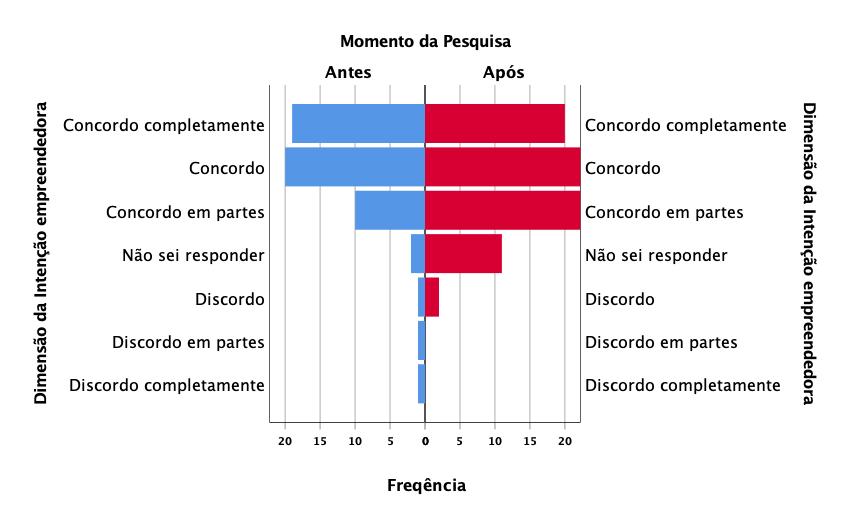 Momento da Pesquisa
Antes Após
Dimensão da Intenção empreendedora
Concordo completamente Concordo completamente
Concordo Concordo
Concordo em partes Concordo em partes
Não sei responder Não sei responder
Discordo Discordo
Discordo em partes Discordo em partes
Discordo completamente Discordo completamente
Dimensão da Intenção empreendedora
20 15 10 5 0 5 10 15 20
Freqência